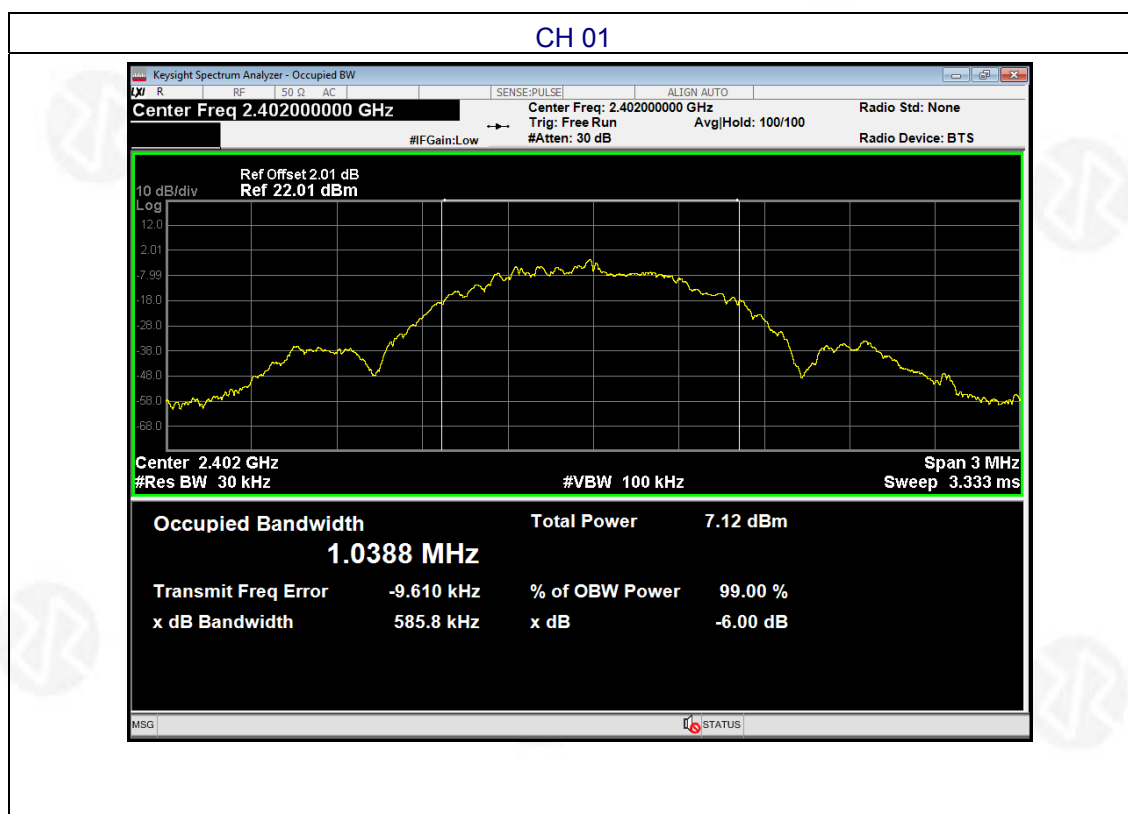 CH 01
Keysight Spectrum Analyzer - Occupied BW
LXI R RF 50 Ω AC SENSE:PULSE ALIGN AUTO
Center Freq 2.402000000 GHz
Center Freq: 2.402000000 GHz
Radio Std: None
Trig: Free Run
Avg|Hold: 100/100
#IFGain:Low
#Atten: 30 dB
Radio Device: BTS
Ref Offset 2.01 dB
10 dB/div
Ref 22.01 dBm
Log
12.0
2.01
-7.99
-18.0
-28.0
-38.0
-48.0
-58.0
-68.0
Center 2.402 GHz
Span 3 MHz
#Res BW 30 kHz
#VBW 100 kHz
Sweep 3.333 ms
Occupied Bandwidth
Total Power 7.12 dBm
1.0388 MHz
Transmit Freq Error -9.610 kHz
% of OBW Power 99.00 %
x dB Bandwidth 585.8 kHz
x dB -6.00 dB
MSG
STATUS